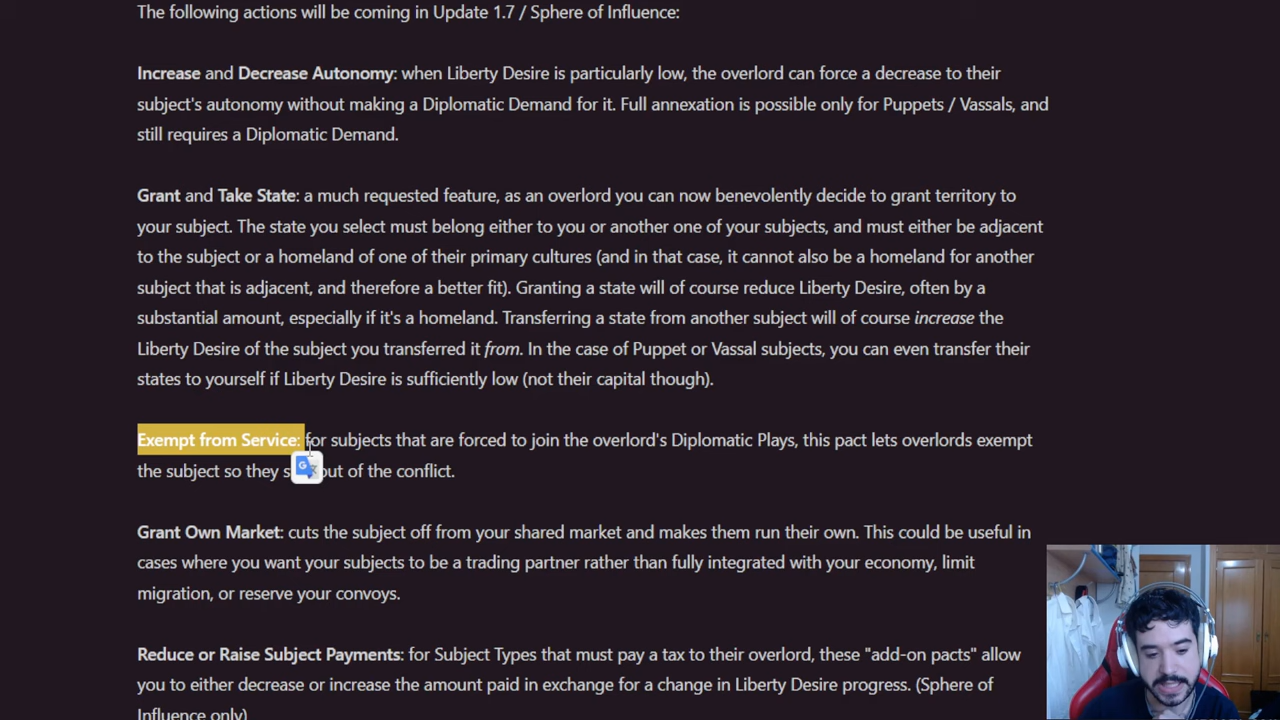 The following actions will be coming in Update 1.7 / Sphere of Influence:
Increase and Decrease Autonomy: when Liberty Desire is particularly low, the overlord can force a decrease to their
subject's autonomy without making a Diplomatic Demand for it. Full annexation is possible only for Puppets / Vassals, and
still requires a Diplomatic Demand.
Grant and Take State: a much requested feature, as an overlord you can now benevolently decide to grant territory to
your subject. The state you select must belong either to you or another one of your subjects, and must either be adjacent
to the subject or a homeland of one of their primary cultures (and in that case, it cannot also be a homeland for another
subject that is adjacent, and therefore a better fit). Granting a state will of course reduce Liberty Desire, often by a
substantial amount, especially if it's a homeland. Transferring a state from another subject will of course increase the
Liberty Desire of the subject you transferred it from. In the case of Puppet or Vassal subjects, you can even transfer their
states to yourself if Liberty Desire is sufficiently low (not their capital though).
Exempt from Service: for subjects that are forced to join the overlord's Diplomatic Plays, this pact lets overlords exempt
the subject so they out of the conflict.
Grant Own Market: cuts the subject off from your shared market and makes them run their own. This could be useful in
cases where you want your subjects to be a trading partner rather than fully integrated with your economy, limit
migration, or reserve your convoys.
Reduce or Raise Subject Payments: for Subject Types that must pay a tax to their overlord, these "add-on pacts" allow
you to either decrease or increase the amount paid in exchange for a change in Liberty Desire progress. (Sphere of
Influence only)